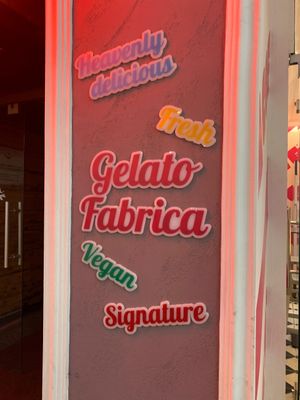 Heavenly
delicious
Fresh
Gelato
Fabrica
Vegan
Signature